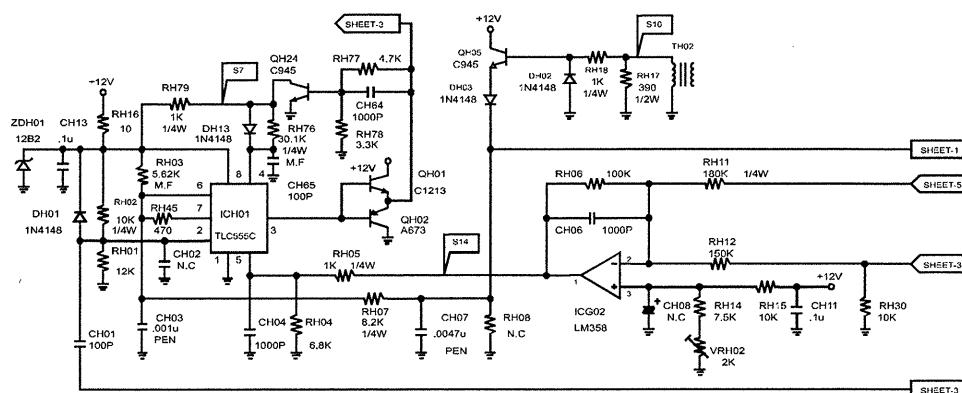 SHEET-3
+12V
S10
QH24
C945
RH77
4.7K
QH35
C945
TH02
RH18
1K
1/4W
DH02
1N4148
RH17
390
1/2W
S7
+12V
RH79
1K
1/4W
CH64
1000P
DH03
1N4148
ZDH01
12B2
CH13
.1u
RH16
10
DH13
1N4148
RH76
30.1K
1/4W
M.F
RH78
3.3K
SHEET-1
RH03
5.62K
M.F
6
8
4
CH65
100P
+12V
QH01
C1213
RH06
100K
RH11
180K
1/4W
SHEET-5
DH01
1N4148
RH02
10K
1/4W
RH45
470
7
2
ICH01
TLC555C
3
QH02
A673
CH06
1000P
S14
RH01
12K
CH02
N.C
1
5
RH05
1K
1/4W
RH12
150K
SHEET-3
1
2
3
ICG02
LM358
+12V
RH07
8.2K
1/4W
CH01
100P
CH03
.001u
PEN
CH04
1000P
RH04
6.8K
CH07
.0047u
PEN
RH08
N.C
CH08
N.C
RH14
7.5K
RH15
10K
CH11
.1u
RH30
10K
VRH02
2K
SHEET-3